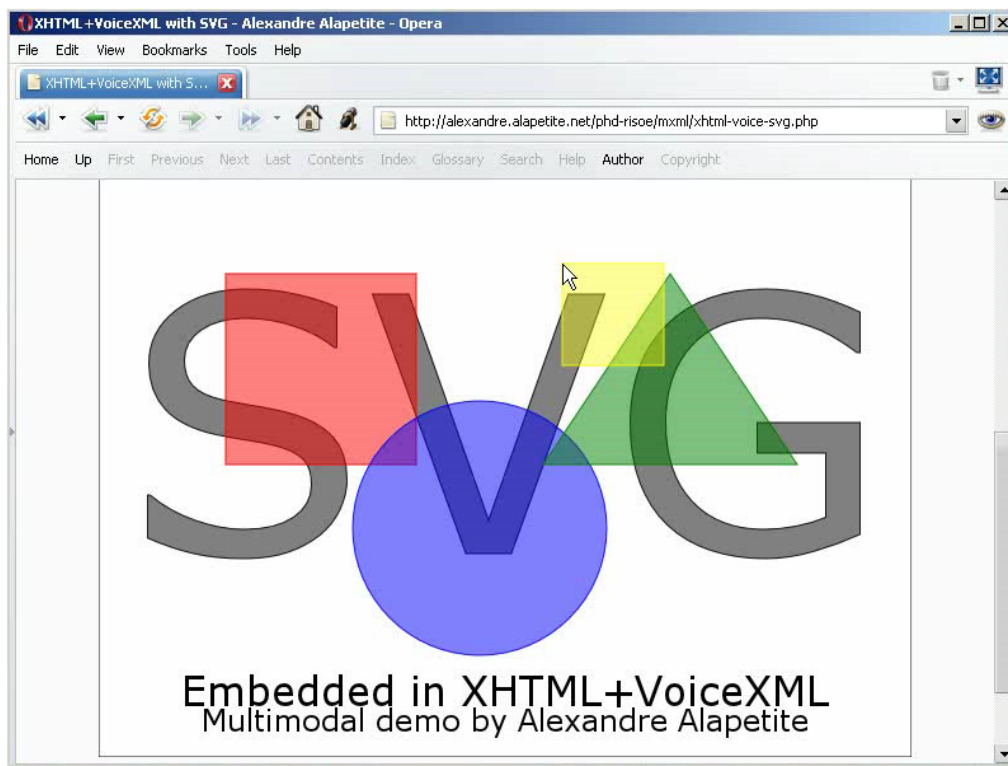 XHTML+VoiceXML with SVG - Alexandre Alapetite - Opera
File Edit View Bookmarks Tools Help
XHTML+VoiceXML with S...
http://alexandre.alapetite.net/phd-risoe/mxml/xhtml-voice-svg.php
Home Up First Previous Next Last Contents Index Glossary Search Help Author Copyright
SVG
Embedded in XHTML+VoiceXML
Multimodal demo by Alexandre Alapetite